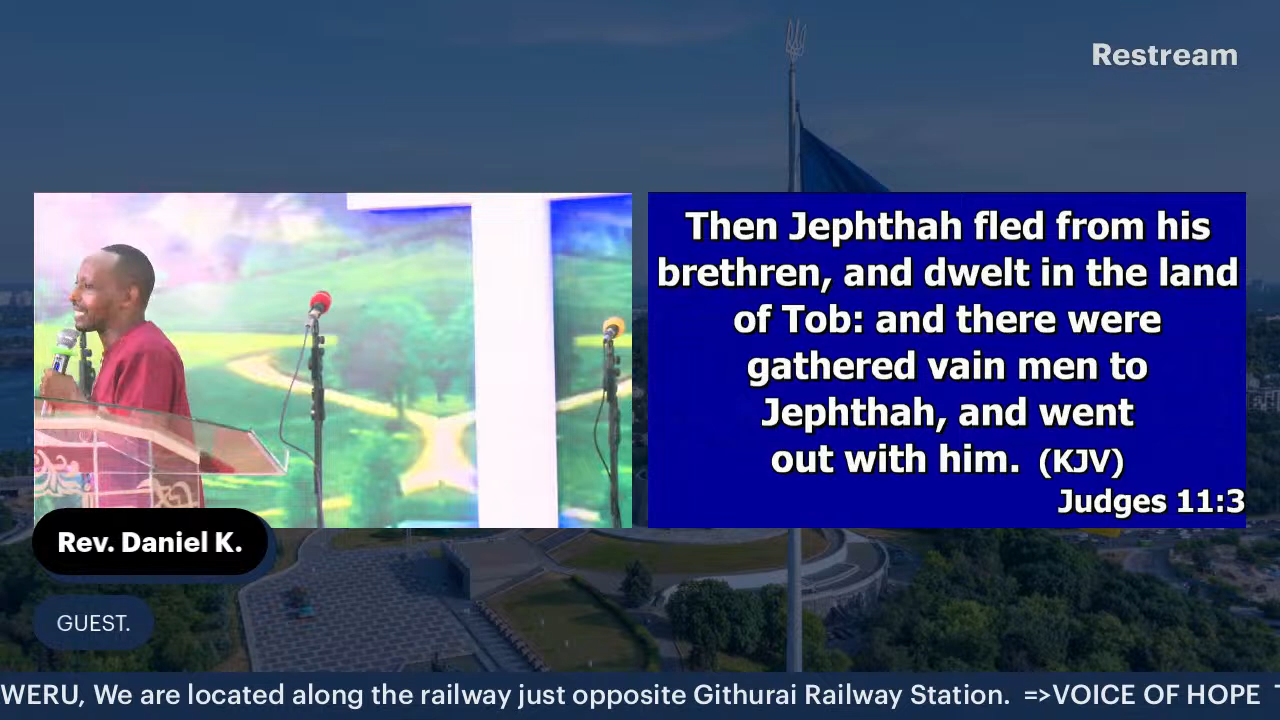 Restream
Then Jephthah fled from his
brethren, and dwelt in the land
of Tob: and there were
gathered vain men to
Jephthah, and went
out with him. (KJV)
Judges 11:3
Rev. Daniel K.
GUEST.
WERU, We are located along the railway just opposite Githurai Railway Station. =>VOICE OF HOPE